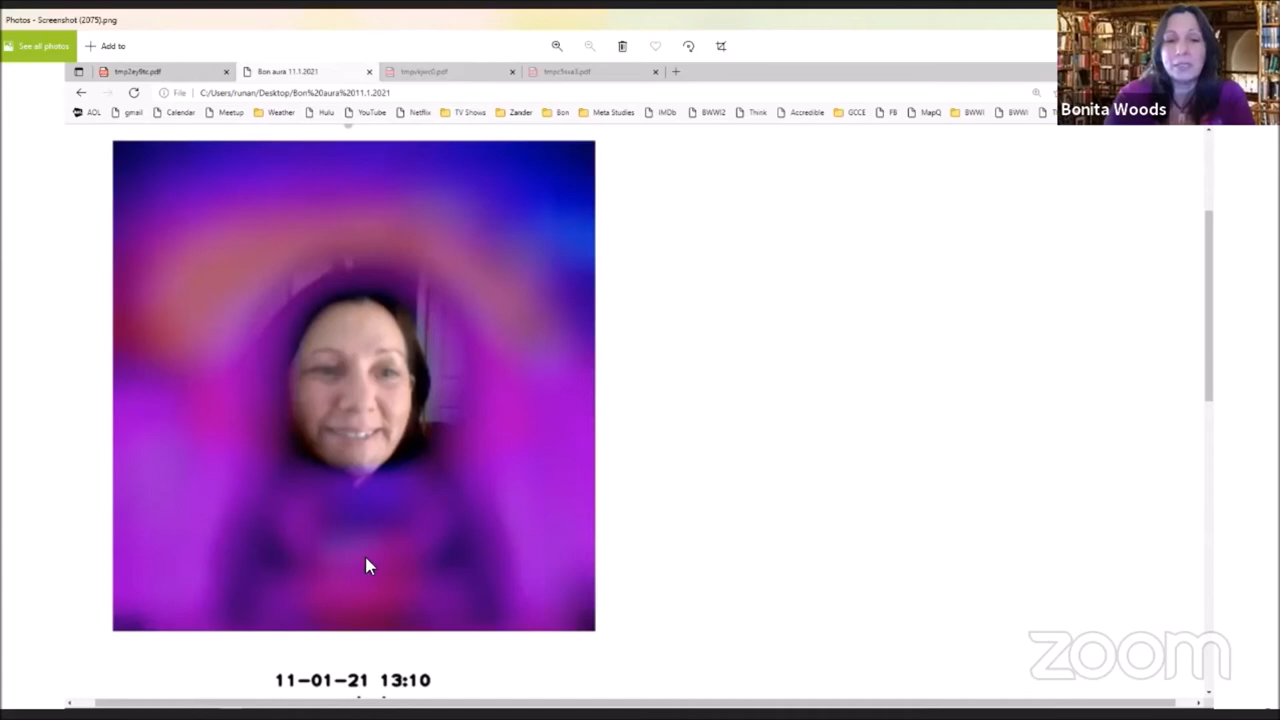 Photos - Screenshot (2075).png
See all photos
Add to
Bon aura 11.1.2021
File C:/Users/runan/Desktop/Bon%20aura%2011.1.2021
AOL gmail Calendar Meetup Weather Hulu YouTube Netflix TV Shows Zander Bon Meta Studies IMDb BWWI2 Think Accredible GCCE FB MapQ BWWI BWWI
Bonita Woods
11-01-21 13:10
zoom